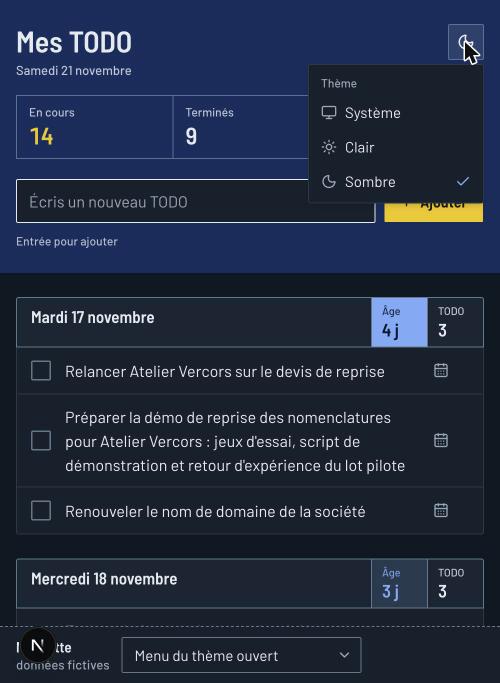 Mes TODO
Samedi 21 novembre
En cours
14
Terminés
9
Thème
Système
Clair
Sombre
Écris un nouveau TODO
Entrée pour ajouter
Mardi 17 novembre
Âge
4 j
TODO
3
Relancer Atelier Vercors sur le devis de reprise
Préparer la démo de reprise des nomenclatures
pour Atelier Vercors : jeux d'essai, script de
démonstration et retour d'expérience du lot pilote
Renouveler le nom de domaine de la société
Mercredi 18 novembre
Âge
3 j
TODO
3
N
données fictives
Menu du thème ouvert